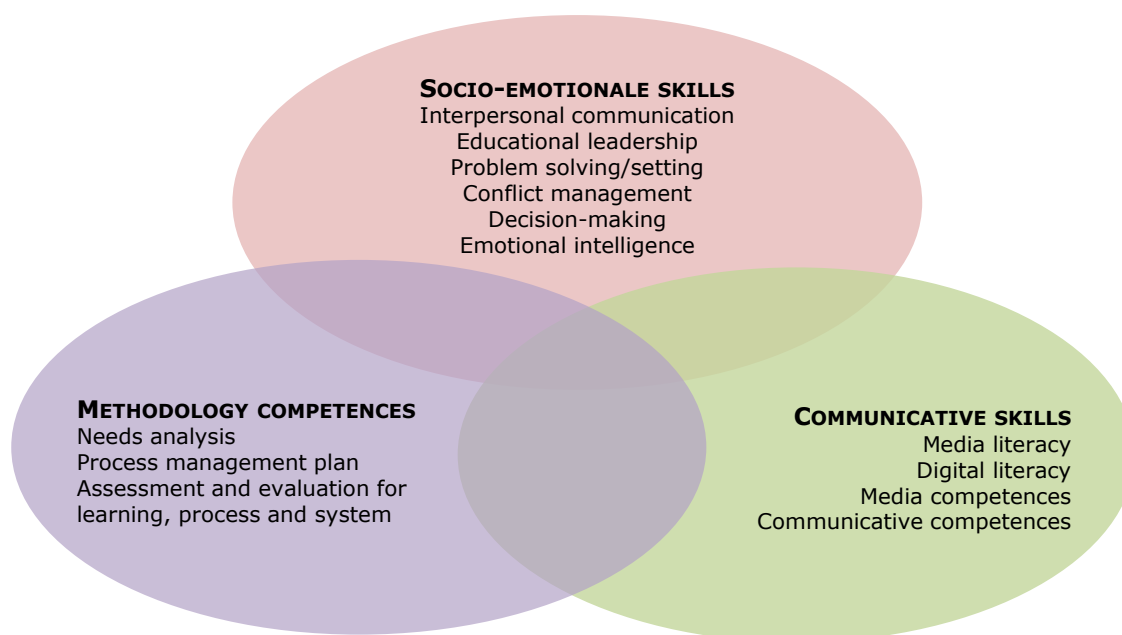 SOCIO-EMOTIONALE SKILLS
Interpersonal communication
Educational leadership
Problem solving/setting
Conflict management
Decision-making
Emotional intelligence
METHODOLOGY COMPETENCES
Needs analysis
Process management plan
Assessment and evaluation for
learning, process and system
COMMUNICATIVE SKILLS
Media literacy
Digital literacy
Media competences
Communicative competences